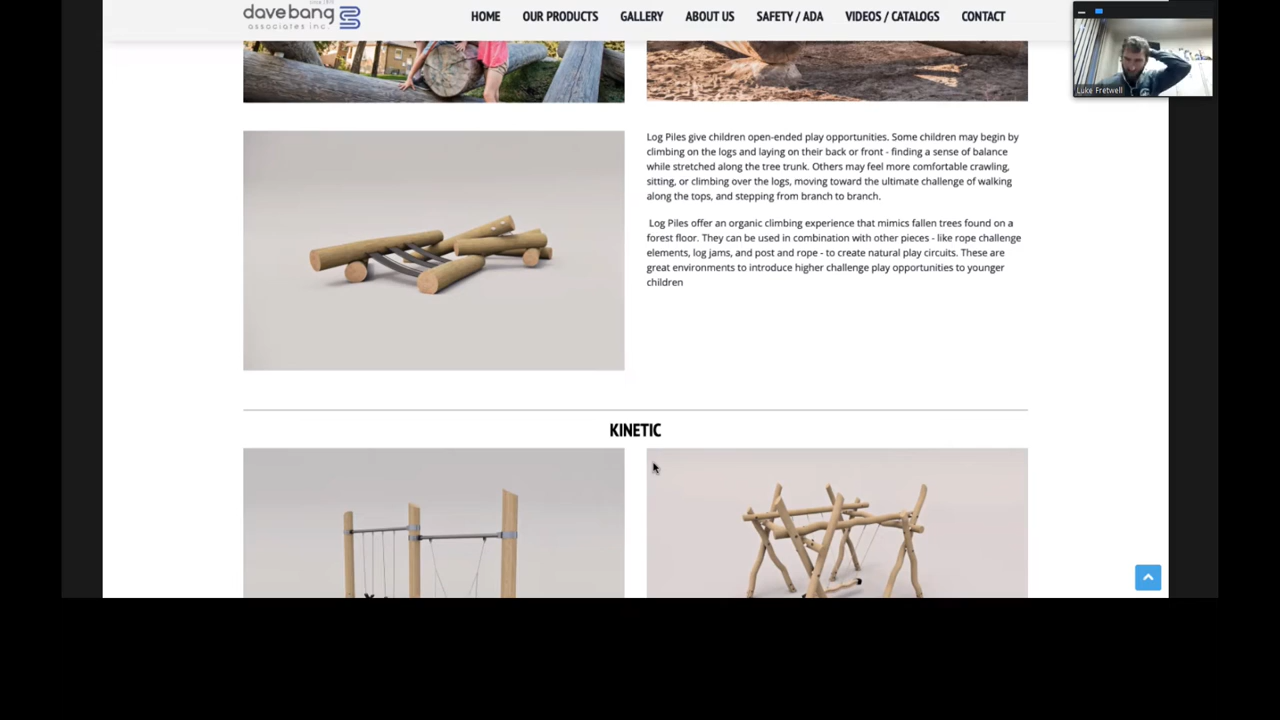 since 1979
dave bang
associates inc.
HOME OUR PRODUCTS GALLERY ABOUT US SAFETY / ADA VIDEOS / CATALOGS CONTACT
Luke Fretwell
Log Piles give children open-ended play opportunities. Some children may begin by
climbing on the logs and laying on their back or front - finding a sense of balance
while stretched along the tree trunk. Others may feel more comfortable crawling,
sitting, or climbing over the logs, moving toward the ultimate challenge of walking
along the tops, and stepping from branch to branch.
Log Piles offer an organic climbing experience that mimics fallen trees found on a
forest floor. They can be used in combination with other pieces - like rope challenge
elements, log jams, and post and rope - to create natural play circuits. These are
great environments to introduce higher challenge play opportunities to younger
children
KINETIC